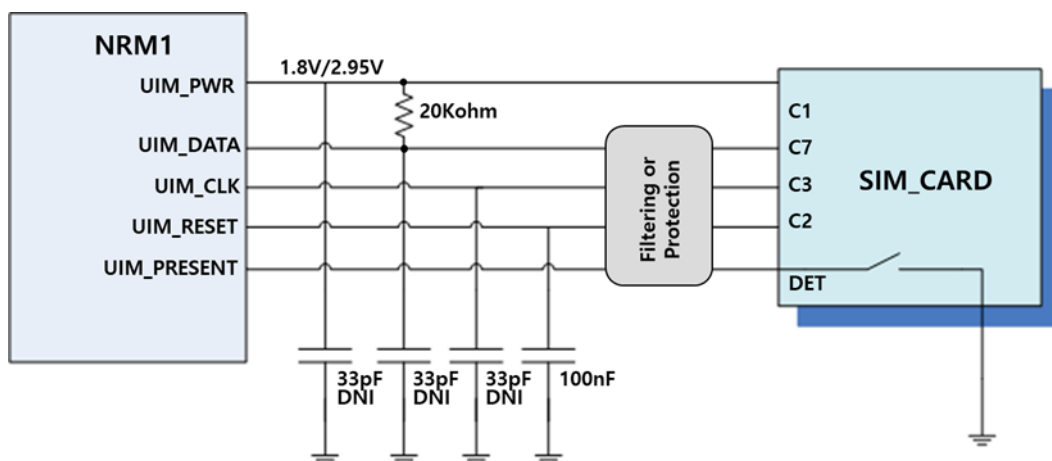 NRM1
1.8V/2.95V
UIM_PWR
20Kohm
C1
UIM_DATA
C7
UIM_CLK
C3
SIM_CARD
UIM_RESET
C2
Filtering or
Protection
UIM_PRESENT
DET
33pF
DNI
33pF
DNI
33pF
DNI
100nF